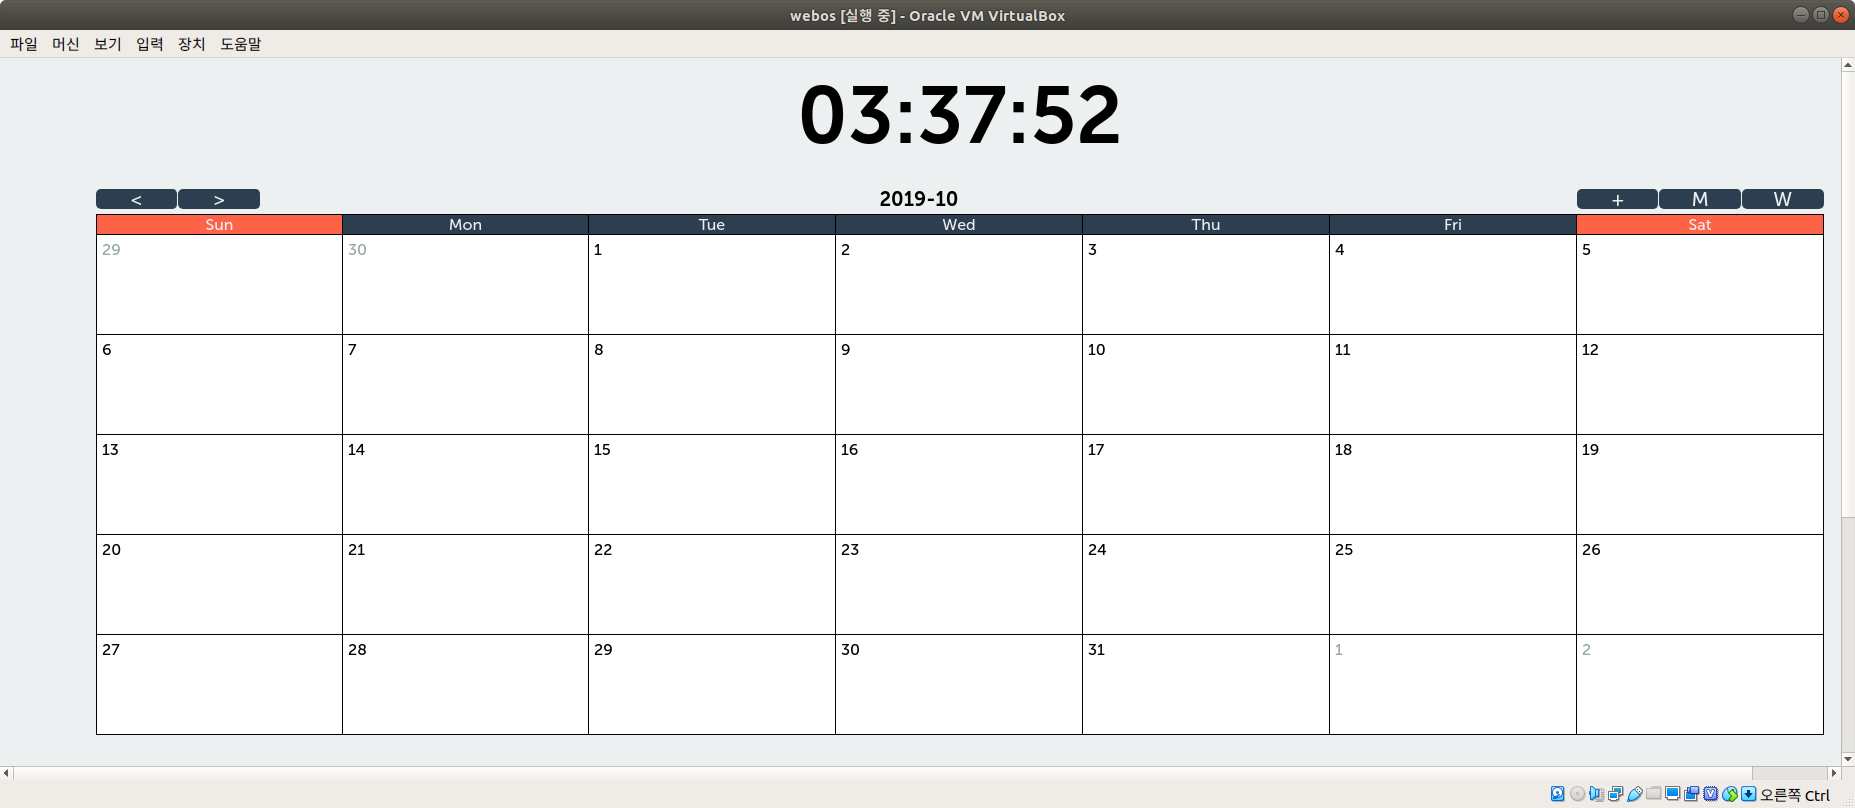 webos [실행 중] - Oracle VM VirtualBox
파일 머신 보기 입력 장치 도움말
03:37:52
< > 2019-10 + M W
Sun Mon Tue Wed Thu Fri Sat
29 30 1 2 3 4 5
6 7 8 9 10 11 12
13 14 15 16 17 18 19
20 21 22 23 24 25 26
27 28 29 30 31 1 2
오른쪽 Ctrl